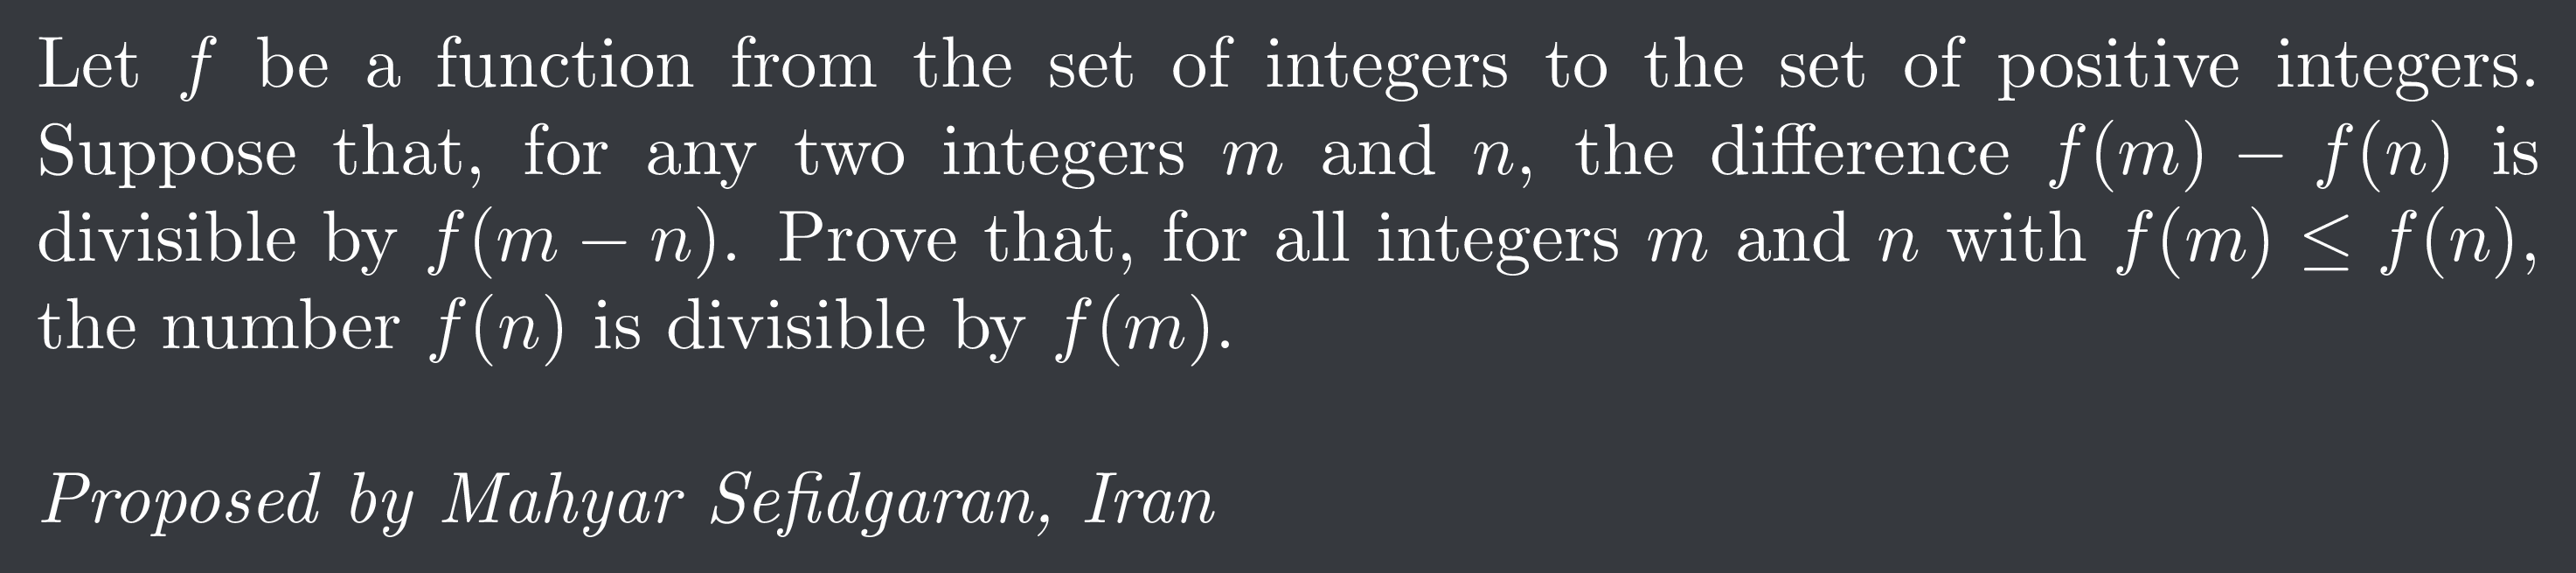 Let f be a function from the set of integers to the set of positive integers.
Suppose that, for any two integers m and n, the difference f(m) − f(n) is
divisible by f(m − n). Prove that, for all integers m and n with f(m) ≤ f(n),
the number f(n) is divisible by f(m).
Proposed by Mahyar Sefidgaran, Iran